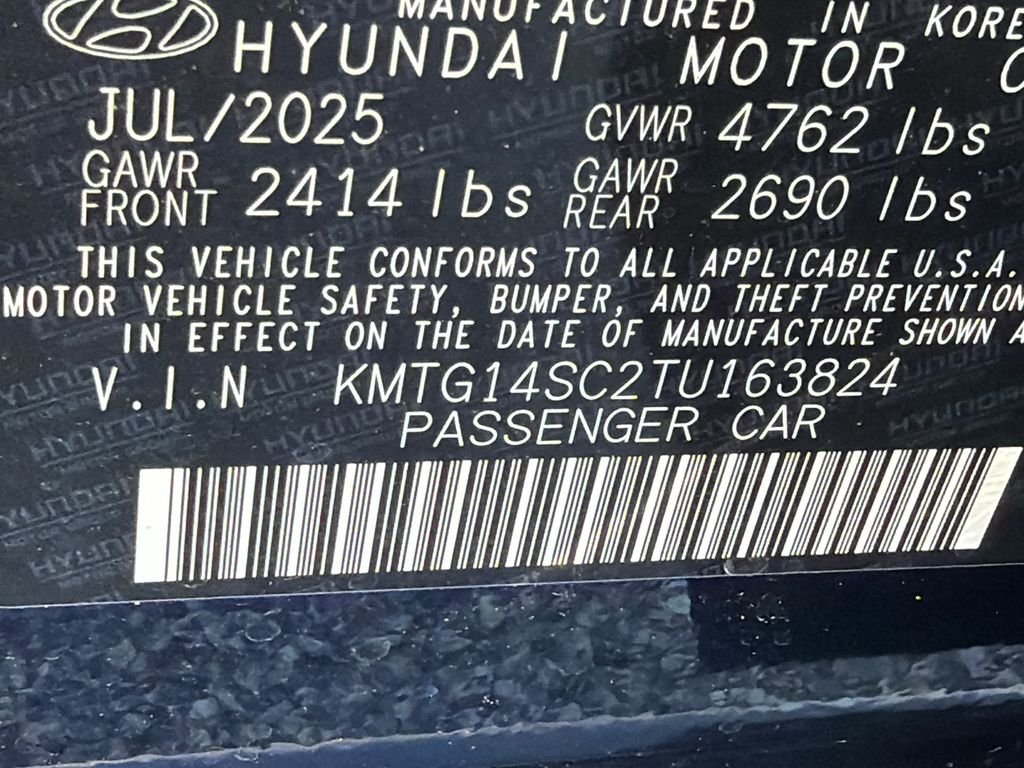 MANUFACTURED IN KORE
HYUNDAI MOTOR C
JUL/2025 GVWR 4762 lbs
GAWR FRONT 2414 lbs GAWR REAR 2690 lbs
THIS VEHICLE CONFORMS TO ALL APPLICABLE U.S.A.
MOTOR VEHICLE SAFETY, BUMPER, AND THEFT PREVENTION
IN EFFECT ON THE DATE OF MANUFACTURE SHOWN A
V.I.N KMTG14SC2TU163824
PASSENGER CAR